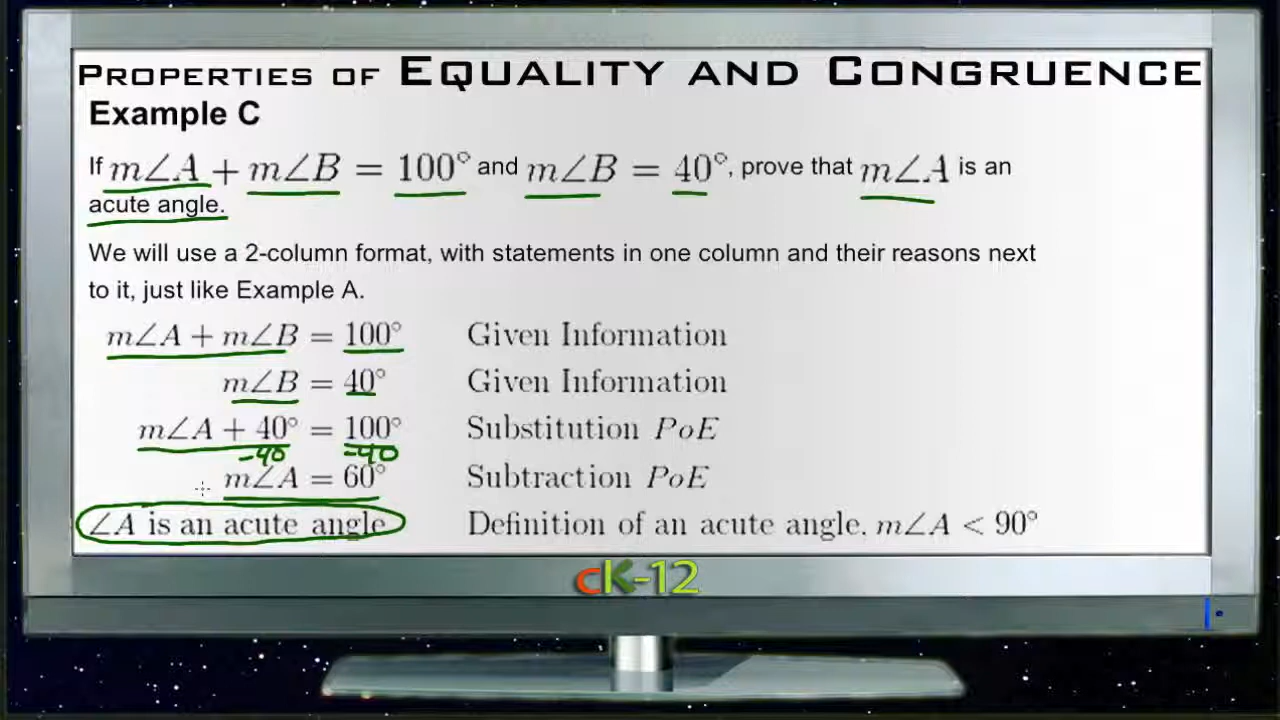 Properties of Equality and Congruence
Example C
If m∠A + m∠B = 100° and m∠B = 40°, prove that m∠A is an
acute angle.
We will use a 2-column format, with statements in one column and their reasons next
to it, just like Example A.
m∠A + m∠B = 100° Given Information
m∠B = 40° Given Information
m∠A + 40° = 100° Substitution PoE
-40 -40
m∠A = 60° Subtraction PoE
∠A is an acute angle Definition of an acute angle. m∠A < 90°
cK-12